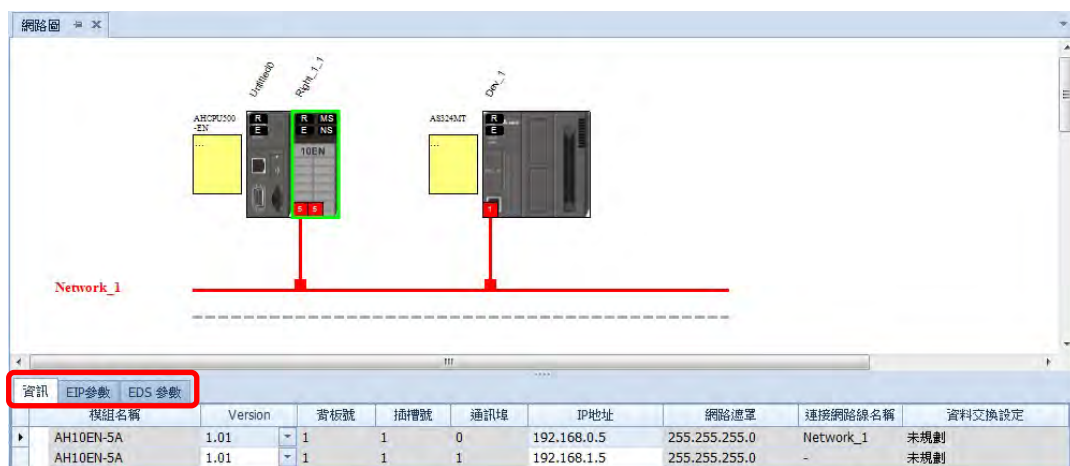 網路圖
Untitled0
Right_1_1
Dev_1
AHCPU500
-EN
...
R
E
R MS
E NS
10EN
5 5
AS324MT
...
R
E
1
Network_1
資訊 EIP參數 EDS 參數
模組名稱 Version 背板號 插槽號 通訊埠 IP地址 網路遮罩 連接網路線名稱 資料交換設定
AH10EN-5A 1.01 1 1 0 192.168.0.5 255.255.255.0 Network_1 未規劃
AH10EN-5A 1.01 1 1 1 192.168.1.5 255.255.255.0 - 未規劃